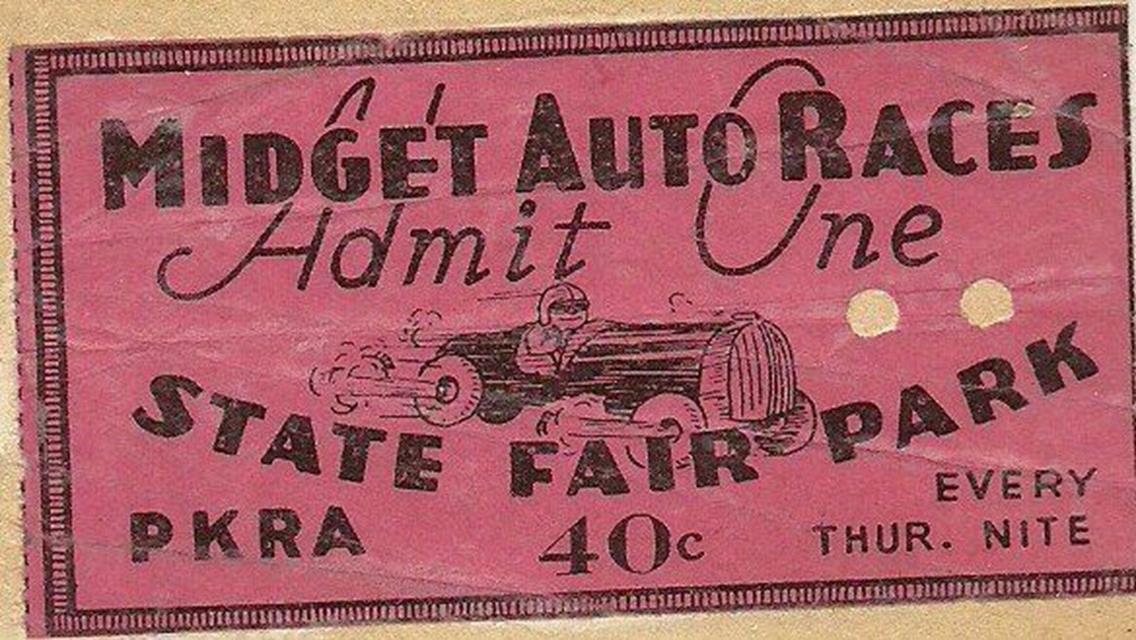 MIDGET AUTO RACES
Admit One
STATE FAIR PARK
PKRA
40c
EVERY
THUR. NITE